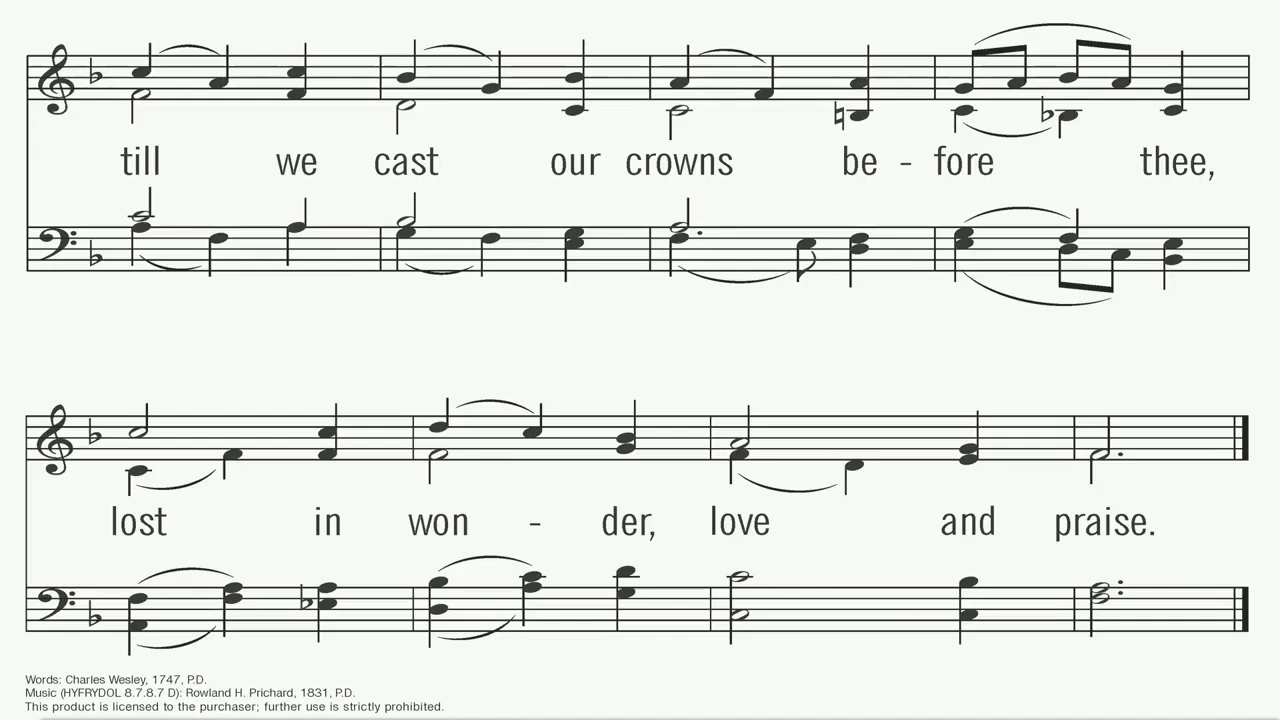 till we cast our crowns be - fore thee,
lost in won - der, love and praise.
Words: Charles Wesley, 1747, P.D.
Music (HYFRYDOL 8.7.8.7 D): Rowland H. Prichard, 1831, P.D.
This product is licensed to the purchaser; further use is strictly prohibited.